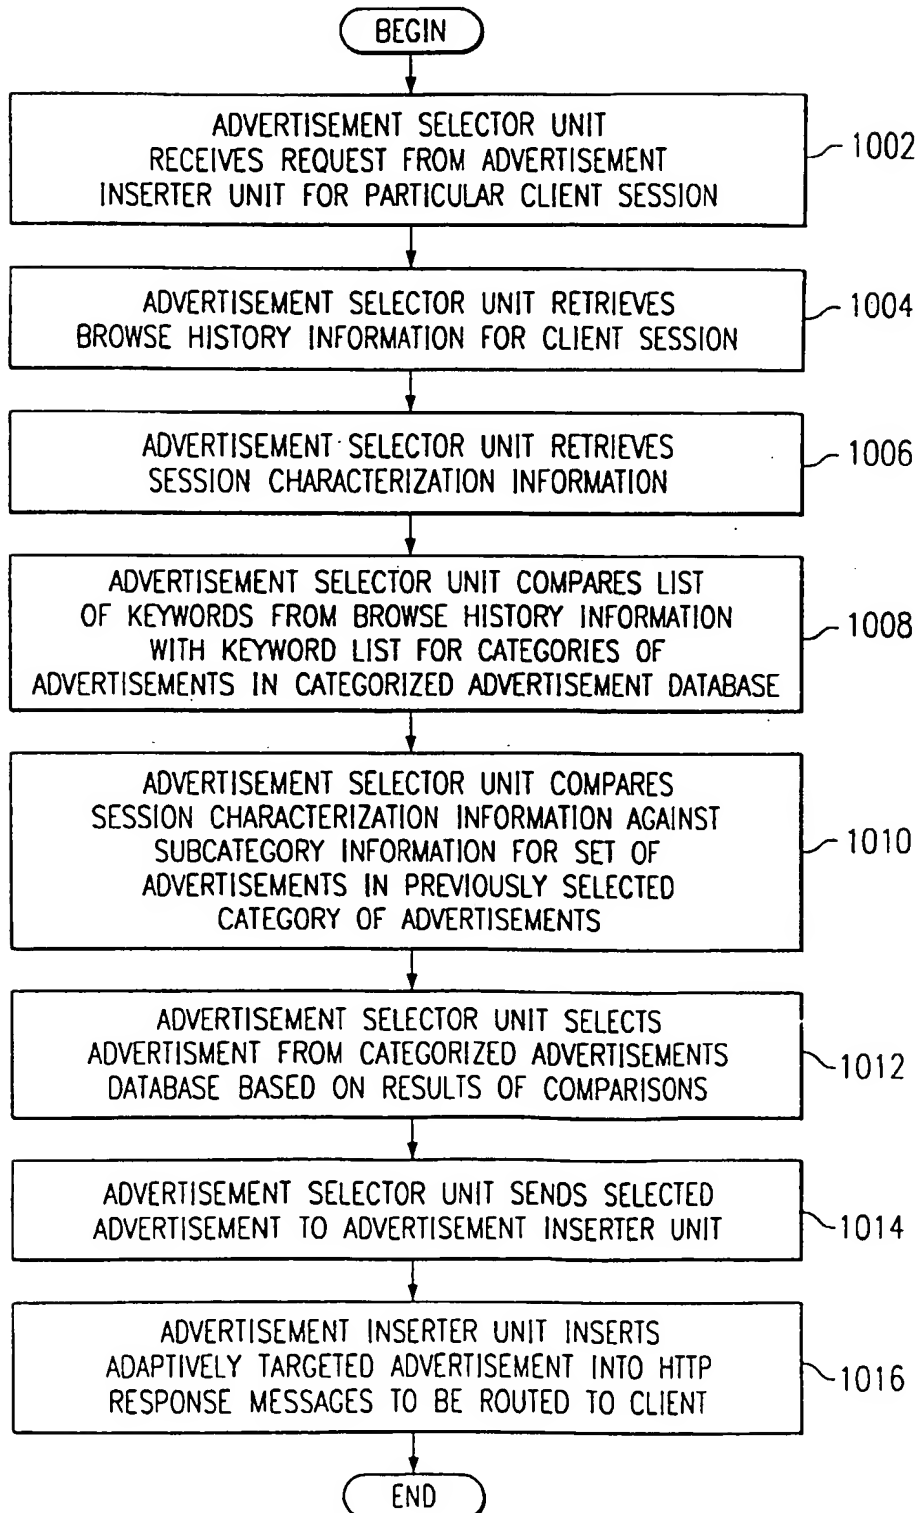 BEGIN
ADVERTISEMENT SELECTOR UNIT
RECEIVES REQUEST FROM ADVERTISEMENT
INSERTER UNIT FOR PARTICULAR CLIENT SESSION
1002
ADVERTISEMENT SELECTOR UNIT RETRIEVES
BROWSE HISTORY INFORMATION FOR CLIENT SESSION
1004
ADVERTISEMENT SELECTOR UNIT RETRIEVES
SESSION CHARACTERIZATION INFORMATION
1006
ADVERTISEMENT SELECTOR UNIT COMPARES LIST
OF KEYWORDS FROM BROWSE HISTORY INFORMATION
WITH KEYWORD LIST FOR CATEGORIES OF
ADVERTISEMENTS IN CATEGORIZED ADVERTISEMENT DATABASE
1008
ADVERTISEMENT SELECTOR UNIT COMPARES
SESSION CHARACTERIZATION INFORMATION AGAINST
SUBCATEGORY INFORMATION FOR SET OF
ADVERTISEMENTS IN PREVIOUSLY SELECTED
CATEGORY OF ADVERTISEMENTS
1010
ADVERTISEMENT SELECTOR UNIT SELECTS
ADVERTISMENT FROM CATEGORIZED ADVERTISEMENTS
DATABASE BASED ON RESULTS OF COMPARISONS
1012
ADVERTISEMENT SELECTOR UNIT SENDS SELECTED
ADVERTISEMENT TO ADVERTISEMENT INSERTER UNIT
1014
ADVERTISEMENT INSERTER UNIT INSERTS
ADAPTIVELY TARGETED ADVERTISEMENT INTO HTTP
RESPONSE MESSAGES TO BE ROUTED TO CLIENT
1016
END